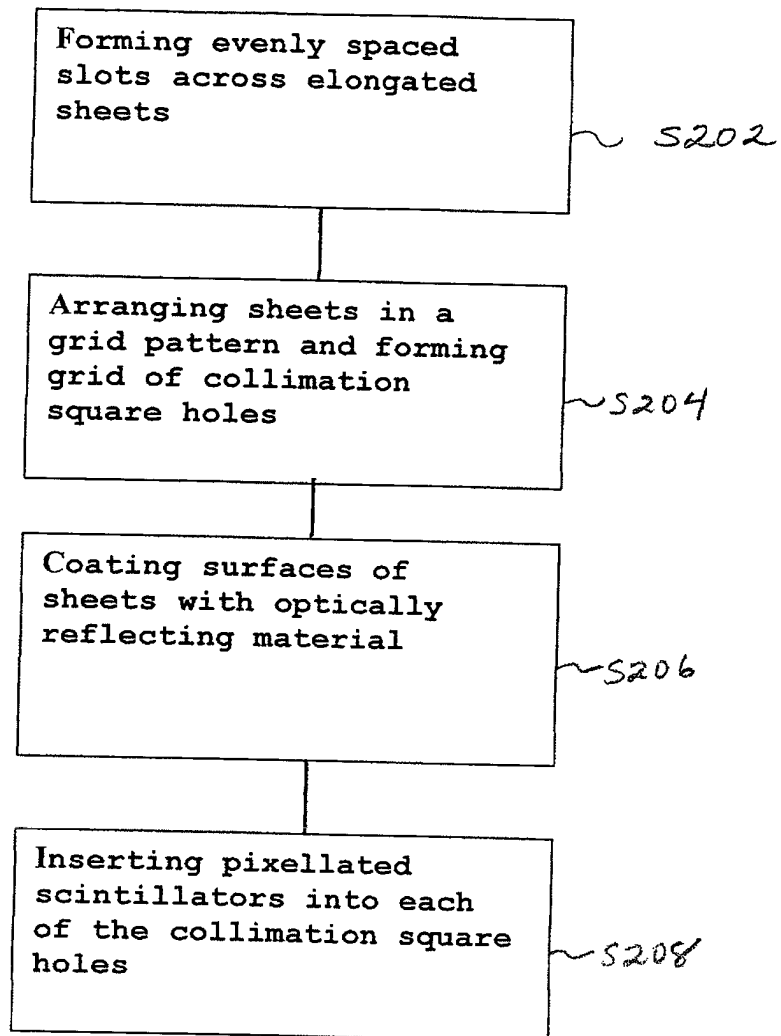 Forming evenly spaced
slots across elongated
sheets
S202
Arranging sheets in a
grid pattern and forming
grid of collimation
square holes
S204
Coating surfaces of
sheets with optically
reflecting material
S206
Inserting pixellated
scintillators into each
of the collimation square
holes
S208